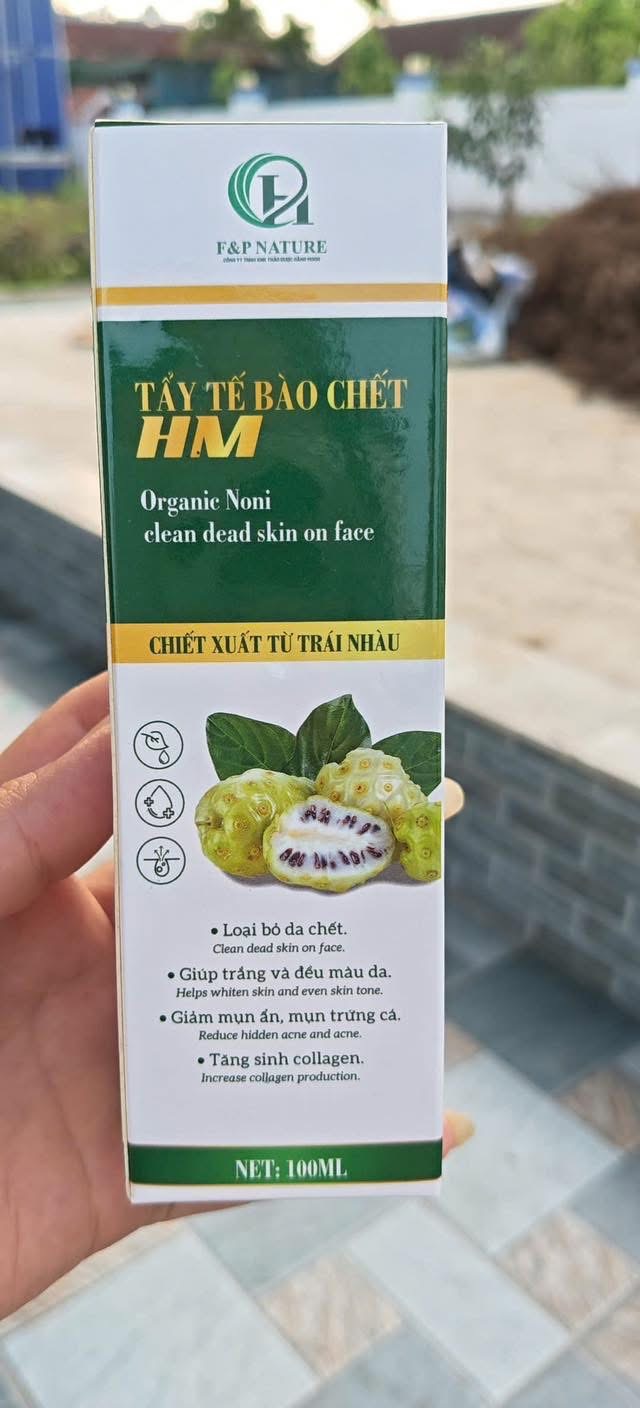 F&P NATURE
CÔNG TY TNHH
TẨY TẾ BÀO CHẾT
HM
Organic Noni
clean dead skin on face
CHIẾT XUẤT TỪ TRÁI NHÀU
• Loại bỏ da chết.
Clean dead skin on face.
• Giúp trắng và đều màu da.
Helps whiten skin and even skin tone.
• Giảm mụn ẩn, mụn trứng cá.
Reduce hidden acne and acne.
• Tăng sinh collagen.
Increase collagen production.
NET: 100ML